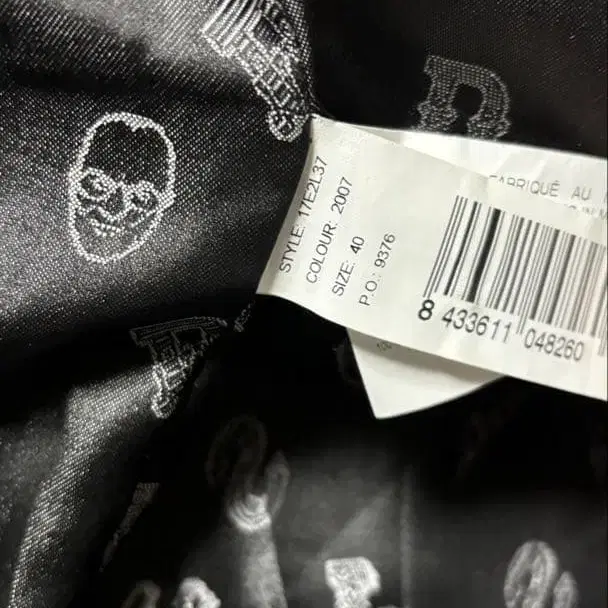 STYLE: 17E2L37
COLOUR: 2007
SIZE: 40
P.O.: 9376
FABRIQUÉ AU
8 433611 048260